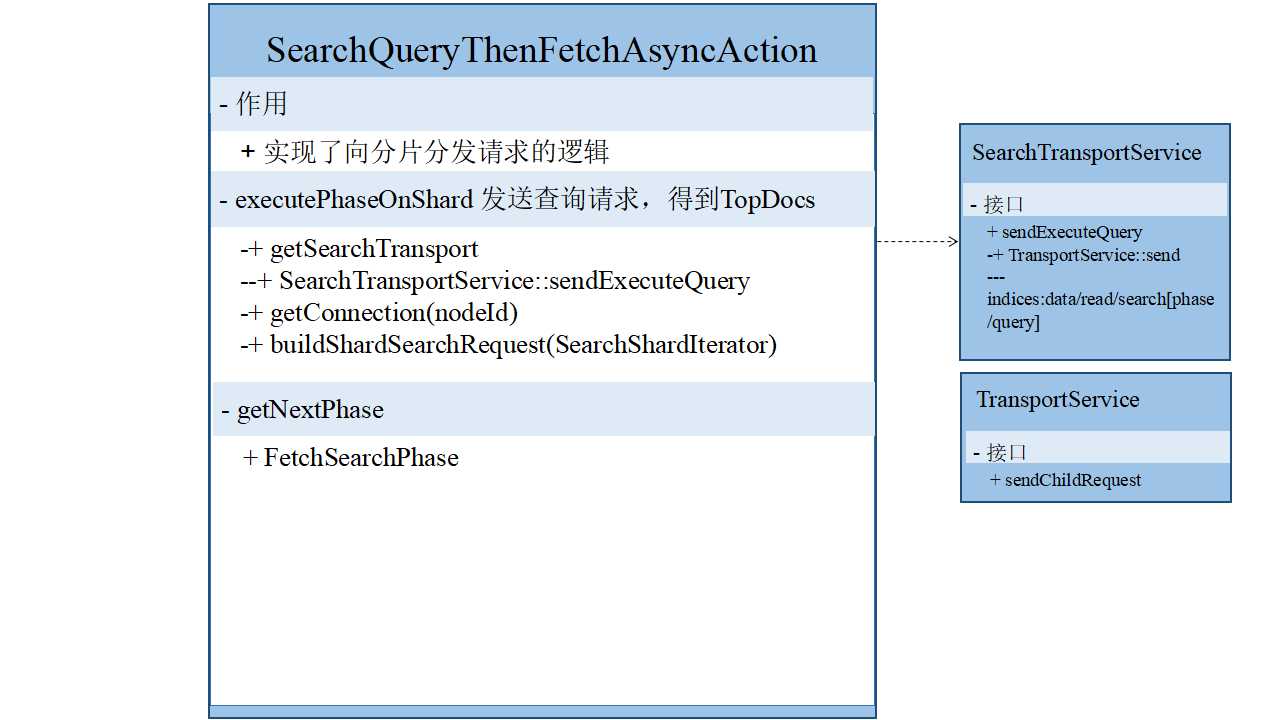 SearchQueryThenFetchAsyncAction
- 作用
+ 实现了向分片分发请求的逻辑
- executePhaseOnShard 发送查询请求，得到TopDocs
-+ getSearchTransport
--+ SearchTransportService::sendExecuteQuery
-+ getConnection(nodeId)
-+ buildShardSearchRequest(SearchShardIterator)
- getNextPhase
+ FetchSearchPhase
SearchTransportService
- 接口
+ sendExecuteQuery
-+ TransportService::send
---
indices:data/read/search[phase
/query]
TransportService
- 接口
+ sendChildRequest